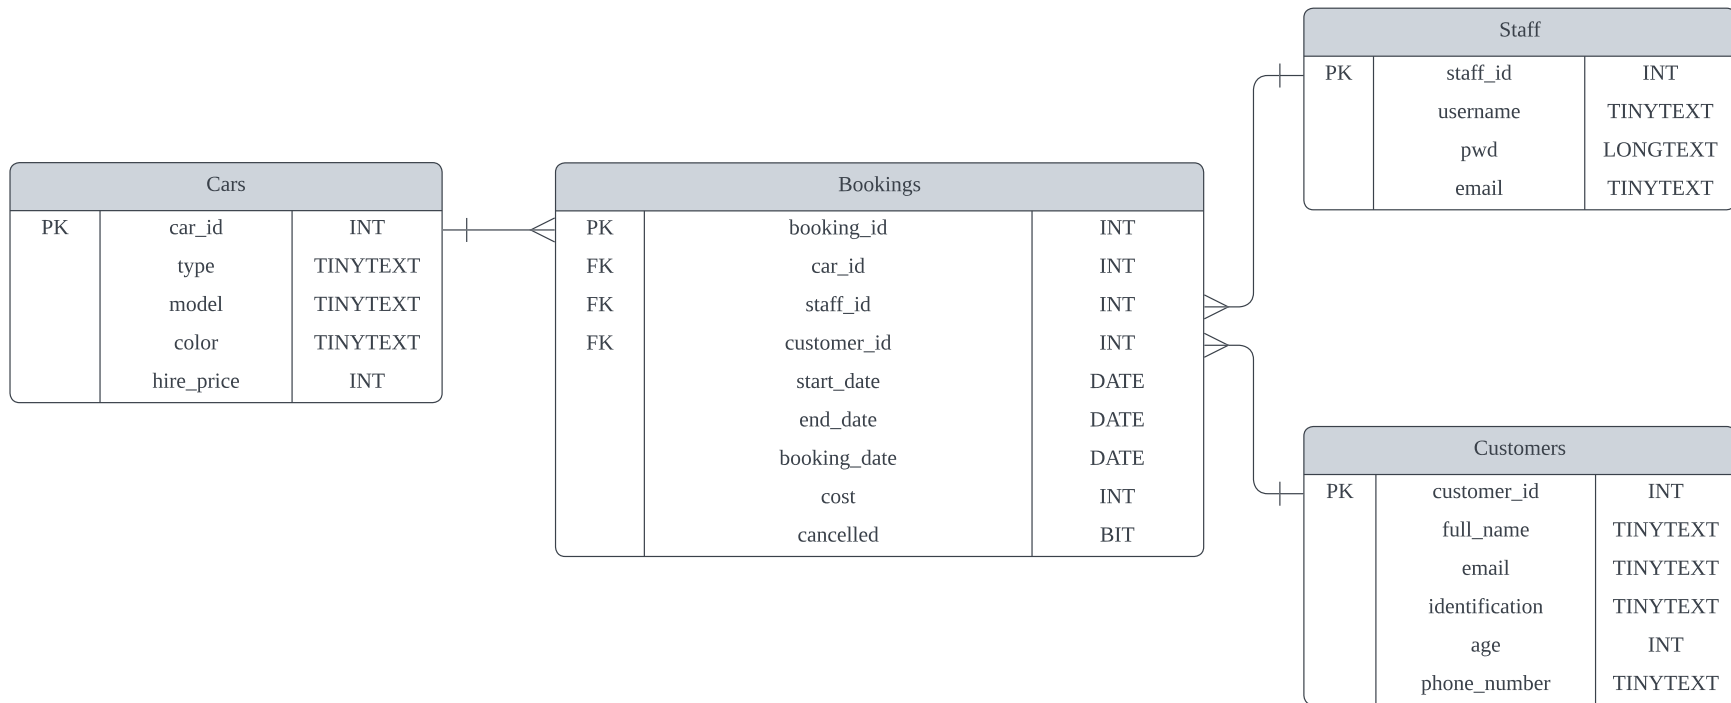 Cars
PK car_id INT
type TINYTEXT
model TINYTEXT
color TINYTEXT
hire_price INT
Bookings
PK booking_id INT
FK car_id INT
FK staff_id INT
FK customer_id INT
start_date DATE
end_date DATE
booking_date DATE
cost INT
cancelled BIT
Staff
PK staff_id INT
username TINYTEXT
pwd LONGTEXT
email TINYTEXT
Customers
PK customer_id INT
full_name TINYTEXT
email TINYTEXT
identification TINYTEXT
age INT
phone_number TINYTEXT